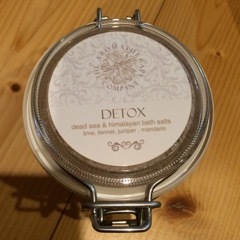 THE AROMATHERAPY
COMPANY
DETOX
dead sea & himalayan bath salts
lime, fennel, juniper, mandarin